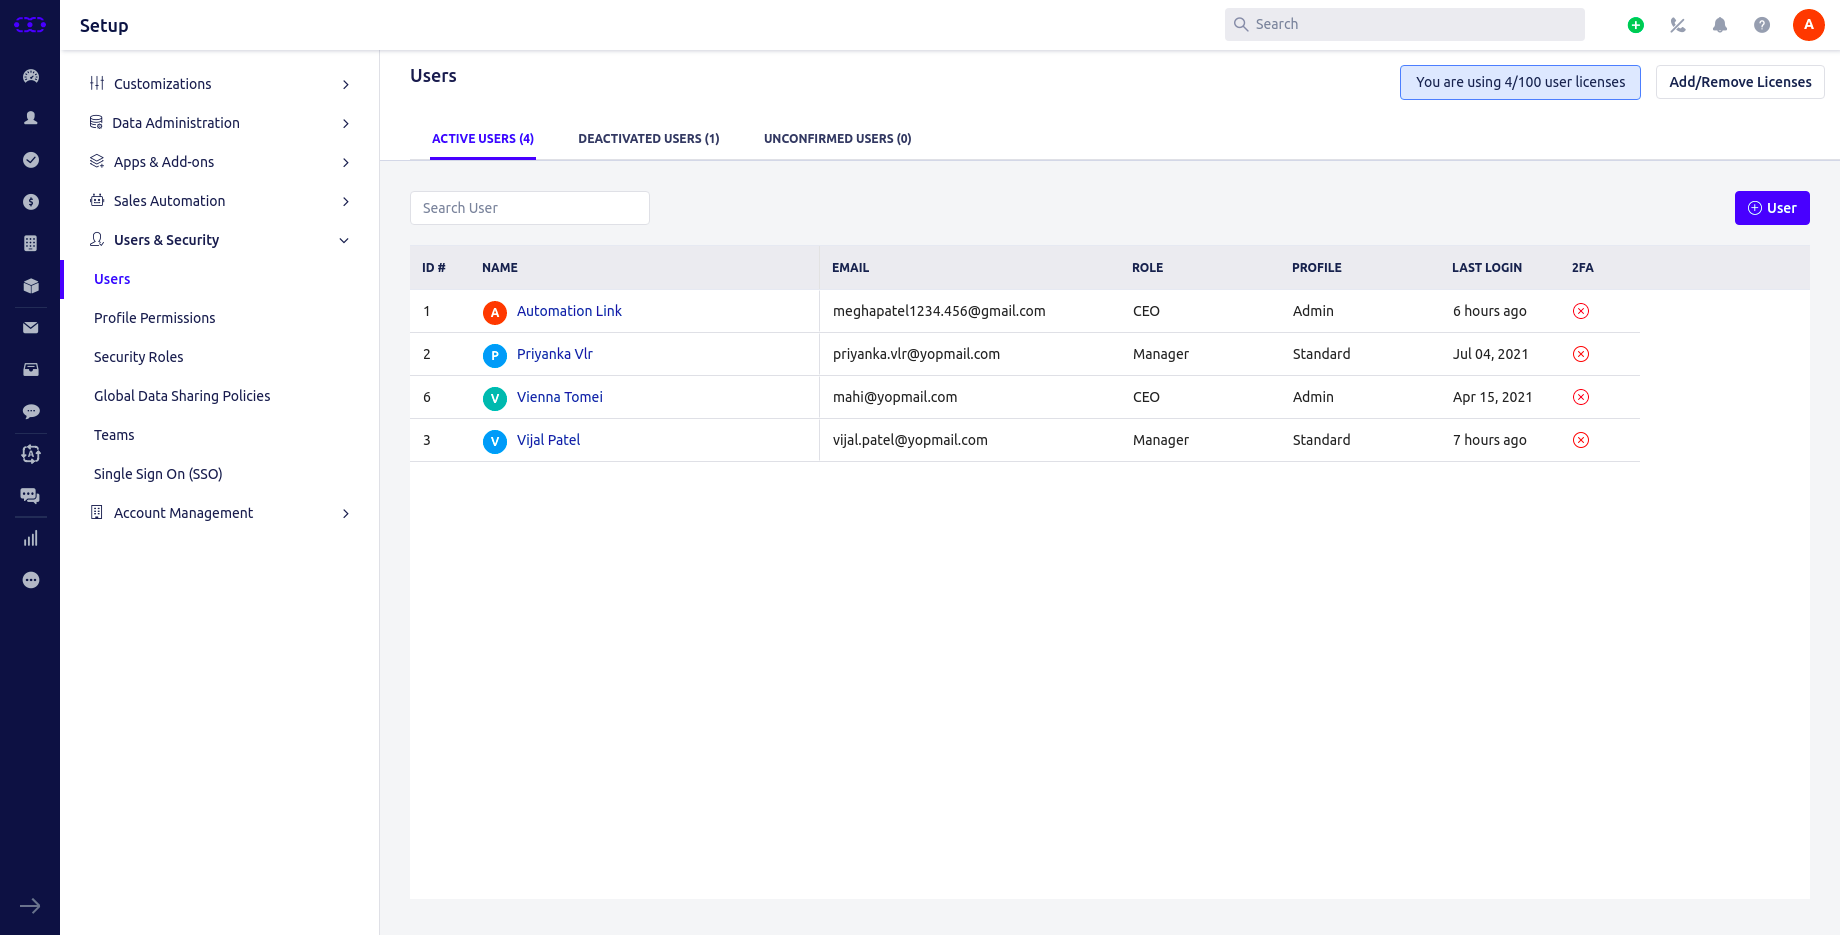 Setup
Search
A
Customizations
Data Administration
Apps & Add-ons
Sales Automation
Users & Security
Users
Profile Permissions
Security Roles
Global Data Sharing Policies
Teams
Single Sign On (SSO)
Account Management
Users
You are using 4/100 user licenses
Add/Remove Licenses
ACTIVE USERS (4) DEACTIVATED USERS (1) UNCONFIRMED USERS (0)
Search User
User
ID # NAME EMAIL ROLE PROFILE LAST LOGIN 2FA
1 A Automation Link meghapatel1234.456@gmail.com CEO Admin 6 hours ago
2 P Priyanka Vlr priyanka.vlr@yopmail.com Manager Standard Jul 04, 2021
6 V Vienna Tomei mahi@yopmail.com CEO Admin Apr 15, 2021
3 V Vijal Patel vijal.patel@yopmail.com Manager Standard 7 hours ago